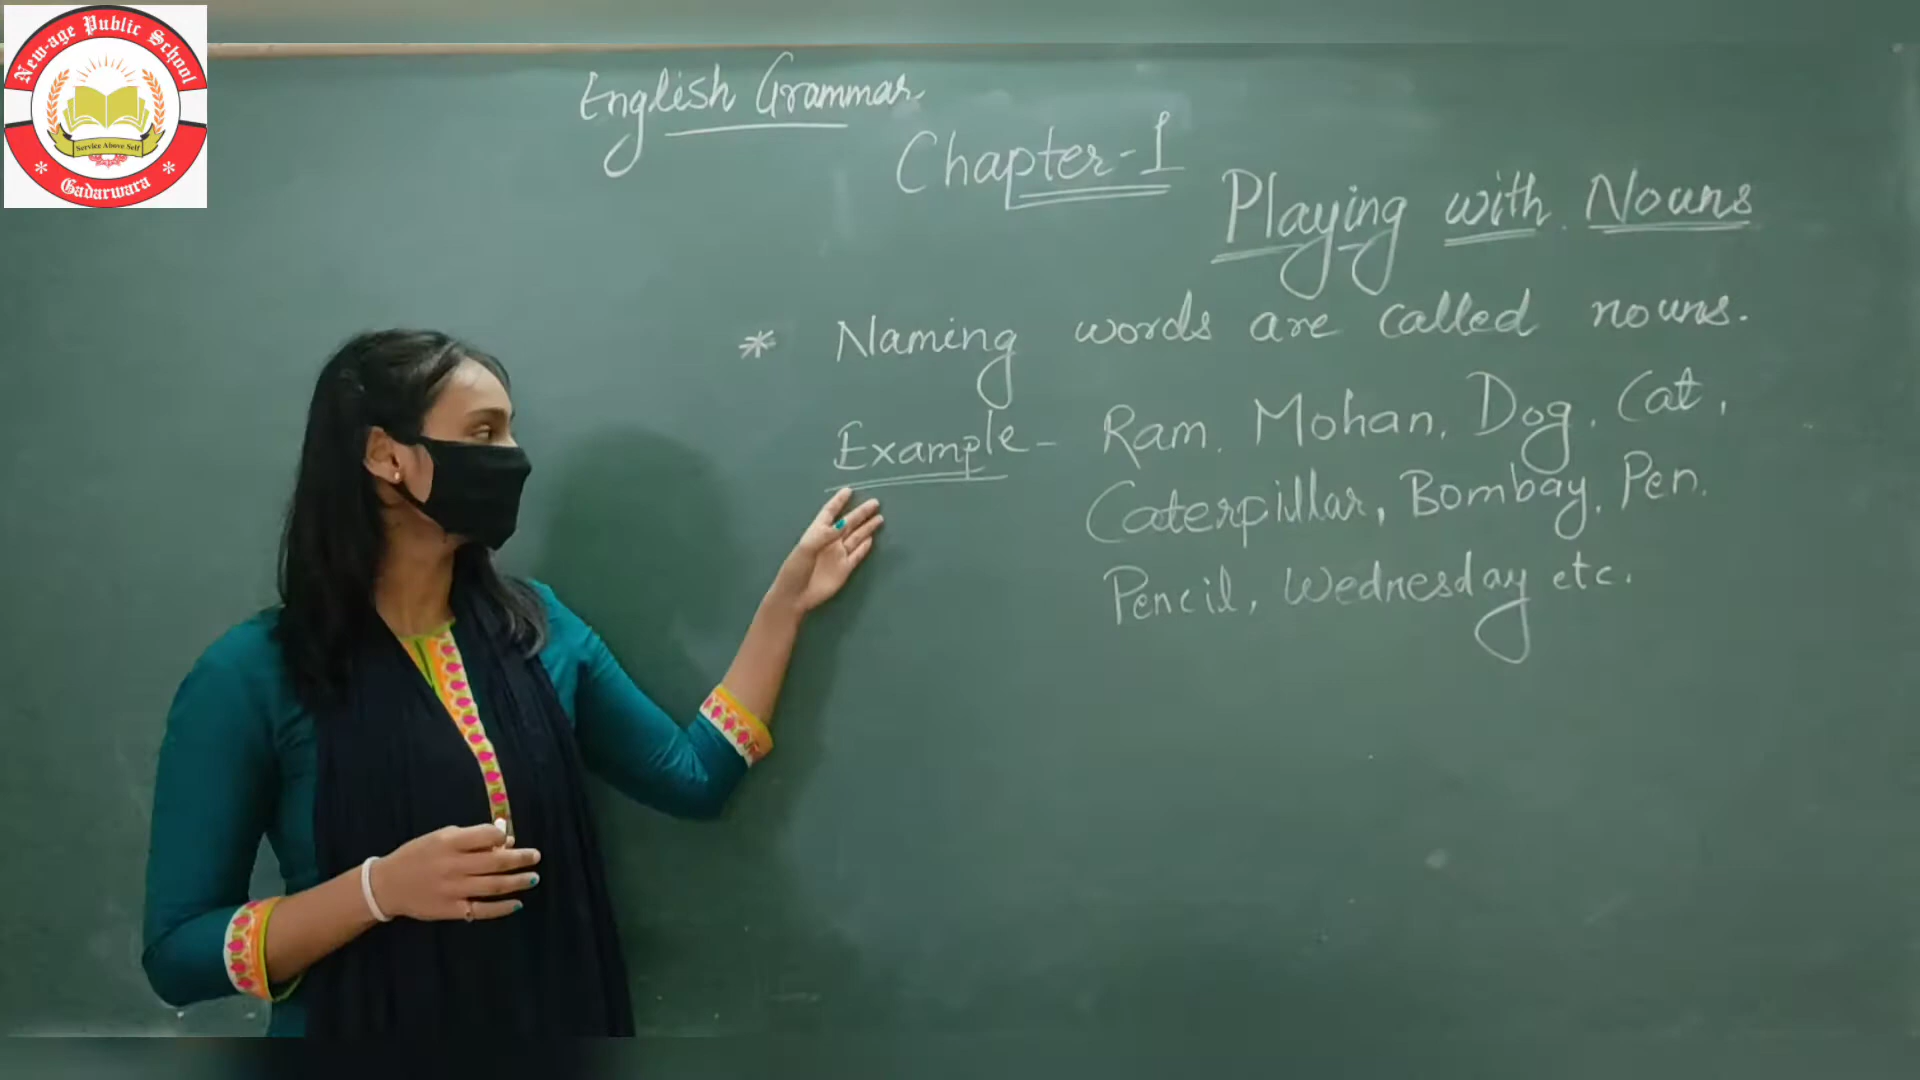 New-age Public School
Service Above Self
Gadarwara
English Grammar
Chapter-1
Playing with Nouns
* Naming words are called nouns.
Example - Ram, Mohan, Dog, Cat,
Caterpillar, Bombay, Pen,
Pencil, Wednesday etc.